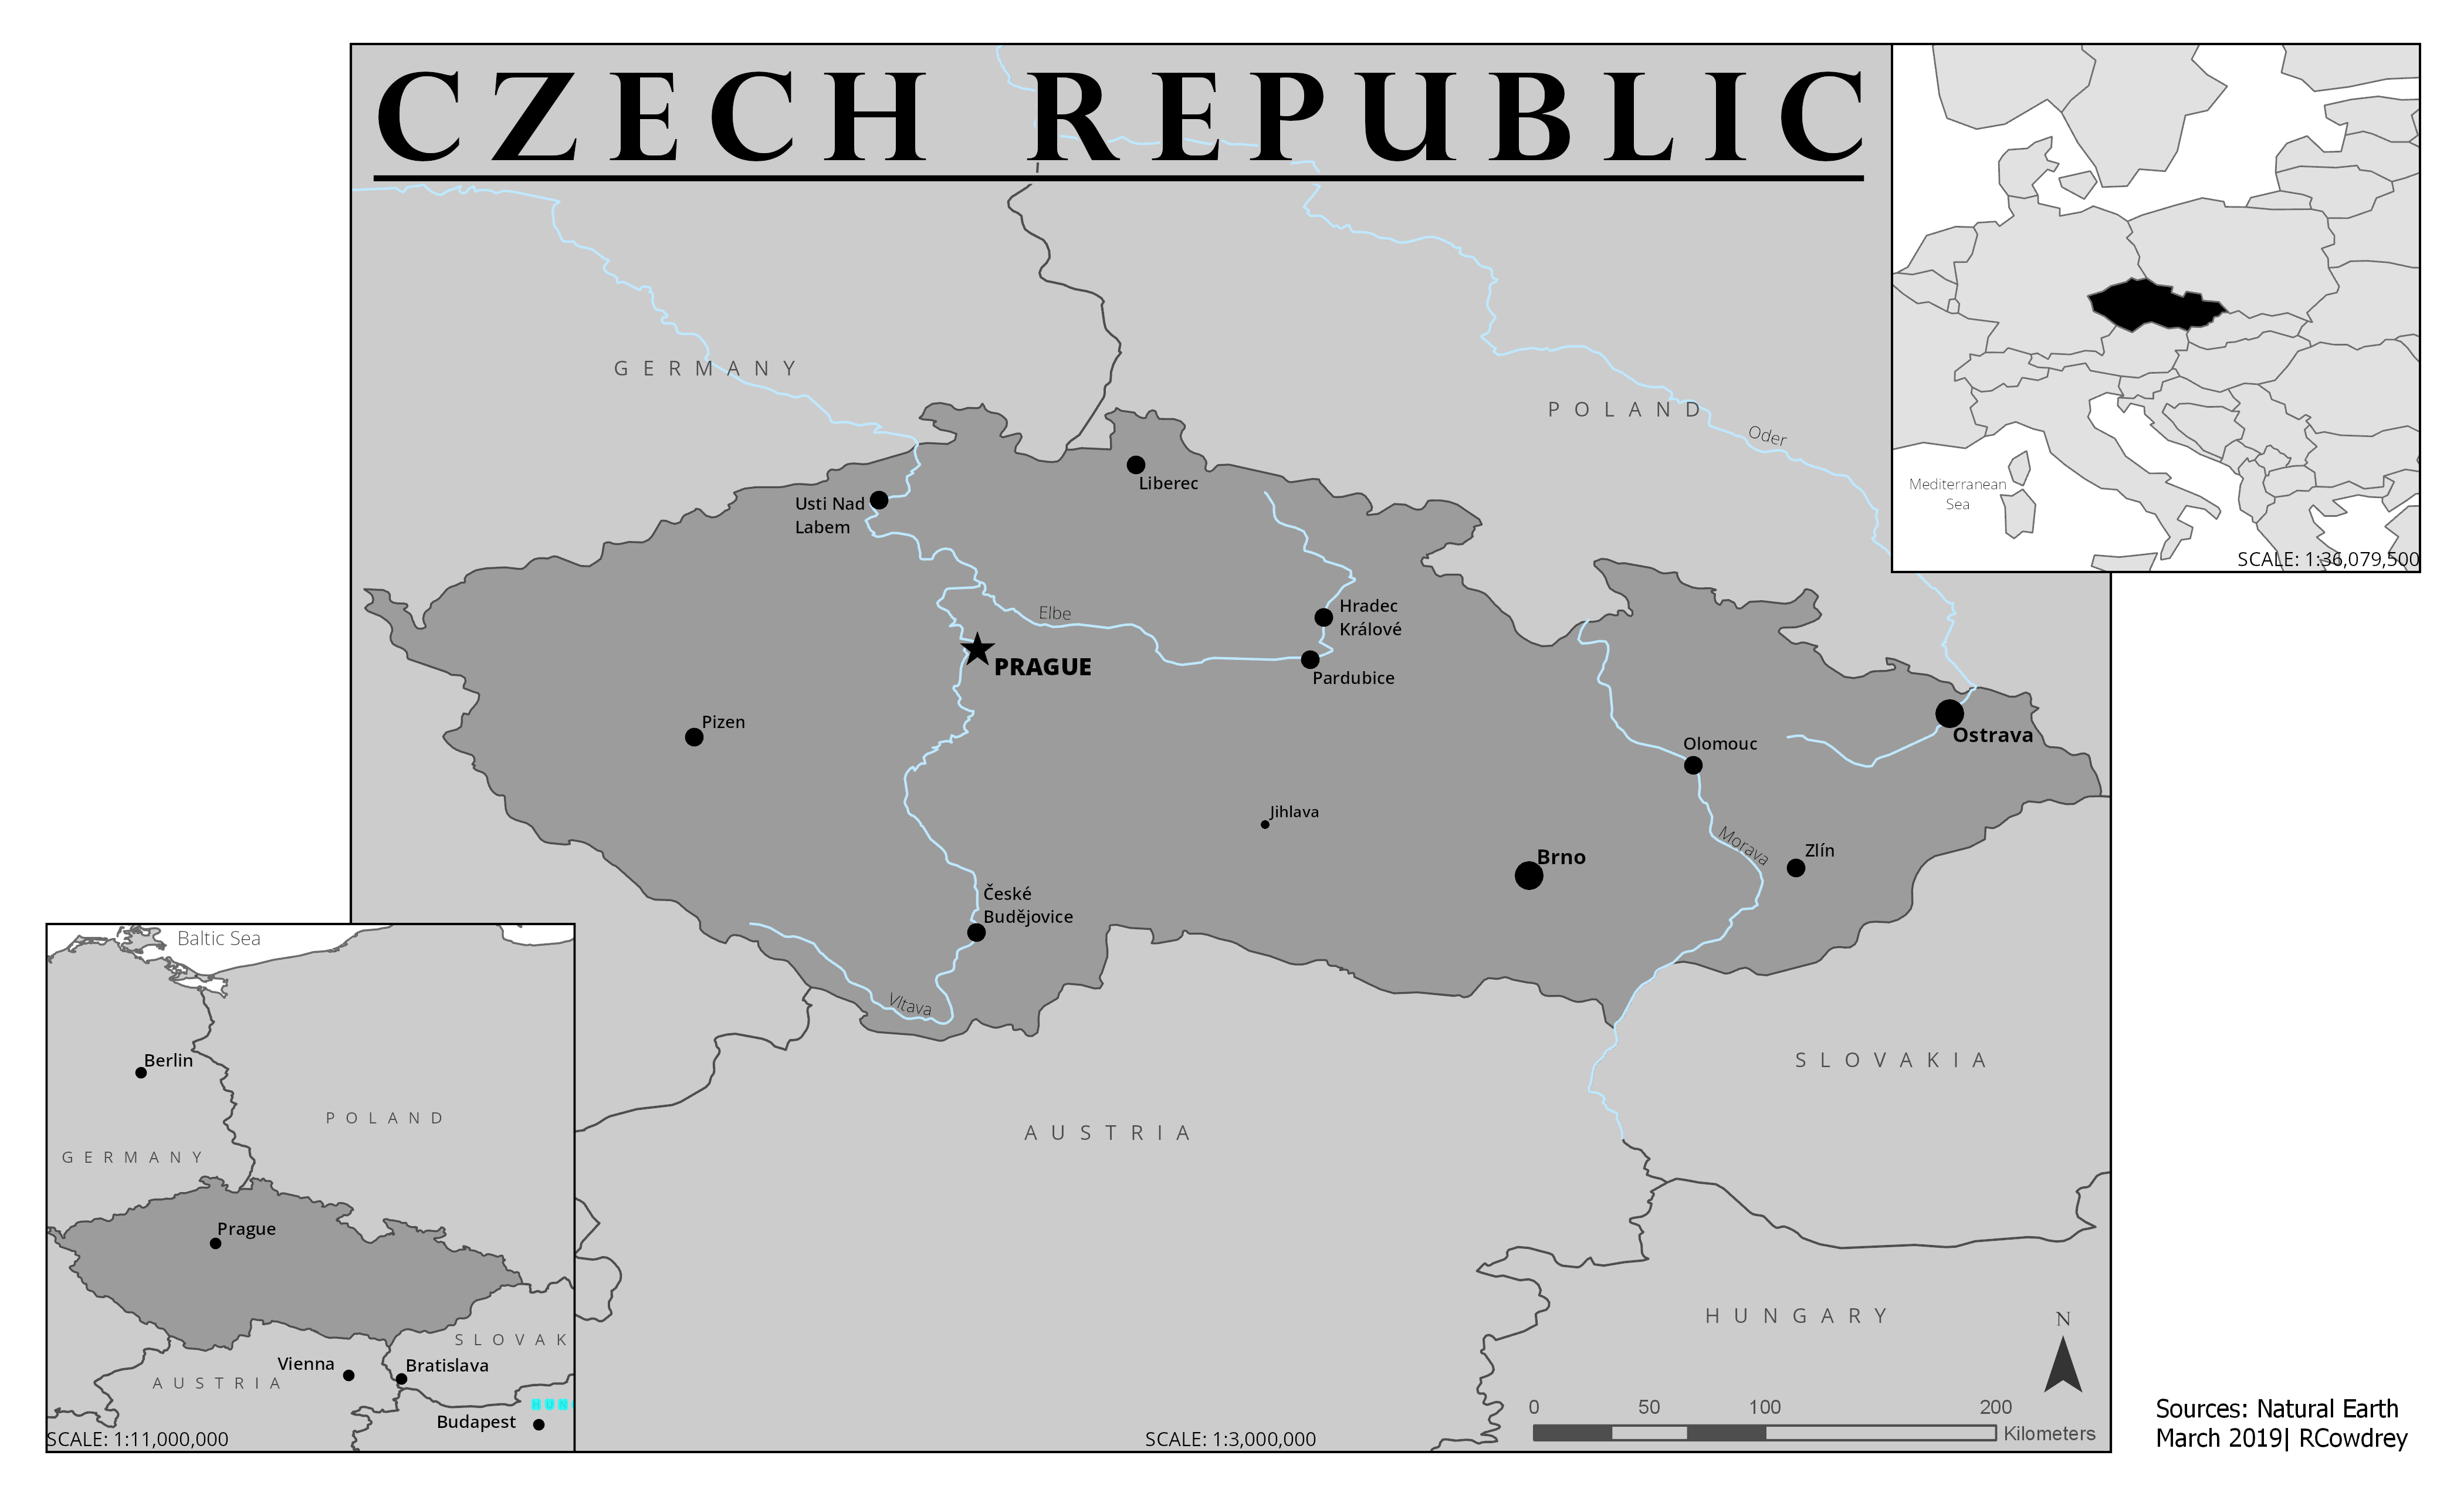 CZECH REPUBLIC
GERMANY
POLAND
Oder
Mediterranean
Sea
SCALE: 1:36,079,500
Liberec
Usti Nad
Labem
Elbe
Hradec
Králové
PRAGUE
Pardubice
Pizen
Ostrava
Olomouc
Jihlava
Morava
Zlín
Brno
České
Budějovice
Vltava
SLOVAKIA
AUSTRIA
HUNGARY
N
0 50 100 200
Kilometers
SCALE: 1:3,000,000
Baltic Sea
Berlin
POLAND
GERMANY
Prague
SLOVAK
Vienna
Bratislava
AUSTRIA
HUN
Budapest
SCALE: 1:11,000,000
Sources: Natural Earth
March 2019| RCowdrey